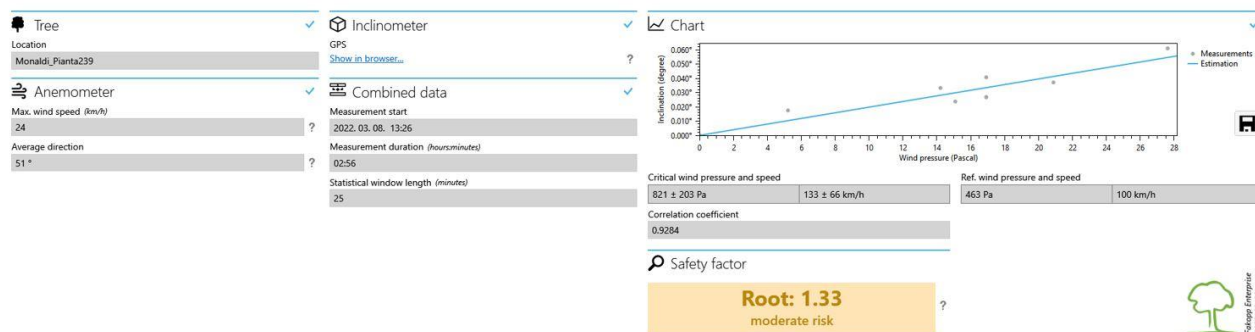 Tree
Location
Monaldi_Pianta239
Anemometer
Max. wind speed (km/h)
24
?
Average direction
51 °
?
Inclinometer
GPS
Show in browser...
?
Combined data
Measurement start
2022. 03. 08. 13:26
Measurement duration (hours:minutes)
02:56
Statistical window length (minutes)
25
Chart
Inclination (degree)
0.060°
0.050°
0.040°
0.030°
0.020°
0.010°
0.000°
0 2 4 6 8 10 12 14 16 18 20 22 24 26 28
Wind pressure (Pascal)
Measurements
Estimation
Critical wind pressure and speed
821 ± 203 Pa
133 ± 66 km/h
Ref. wind pressure and speed
463 Pa
100 km/h
Correlation coefficient
0.9284
Safety factor
Root: 1.33
moderate risk
?